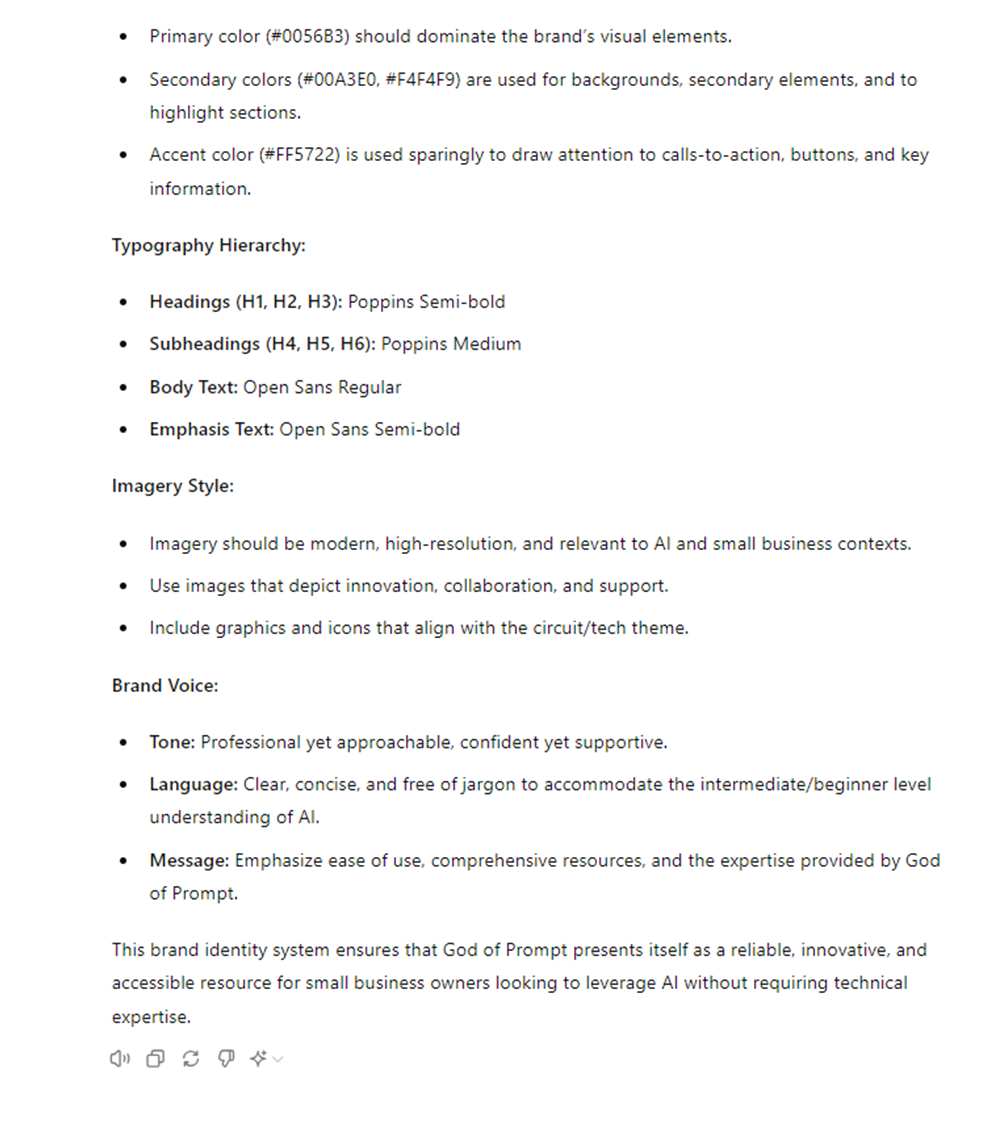 • Primary color (#0056B3) should dominate the brand's visual elements.
• Secondary colors (#00A3E0, #F4F4F9) are used for backgrounds, secondary elements, and to
highlight sections.
• Accent color (#FF5722) is used sparingly to draw attention to calls-to-action, buttons, and key
information.
Typography Hierarchy:
• Headings (H1, H2, H3): Poppins Semi-bold
• Subheadings (H4, H5, H6): Poppins Medium
• Body Text: Open Sans Regular
• Emphasis Text: Open Sans Semi-bold
Imagery Style:
• Imagery should be modern, high-resolution, and relevant to AI and small business contexts.
• Use images that depict innovation, collaboration, and support.
• Include graphics and icons that align with the circuit/tech theme.
Brand Voice:
• Tone: Professional yet approachable, confident yet supportive.
• Language: Clear, concise, and free of jargon to accommodate the intermediate/beginner level
understanding of AI.
• Message: Emphasize ease of use, comprehensive resources, and the expertise provided by God
of Prompt.
This brand identity system ensures that God of Prompt presents itself as a reliable, innovative, and
accessible resource for small business owners looking to leverage AI without requiring technical
expertise.